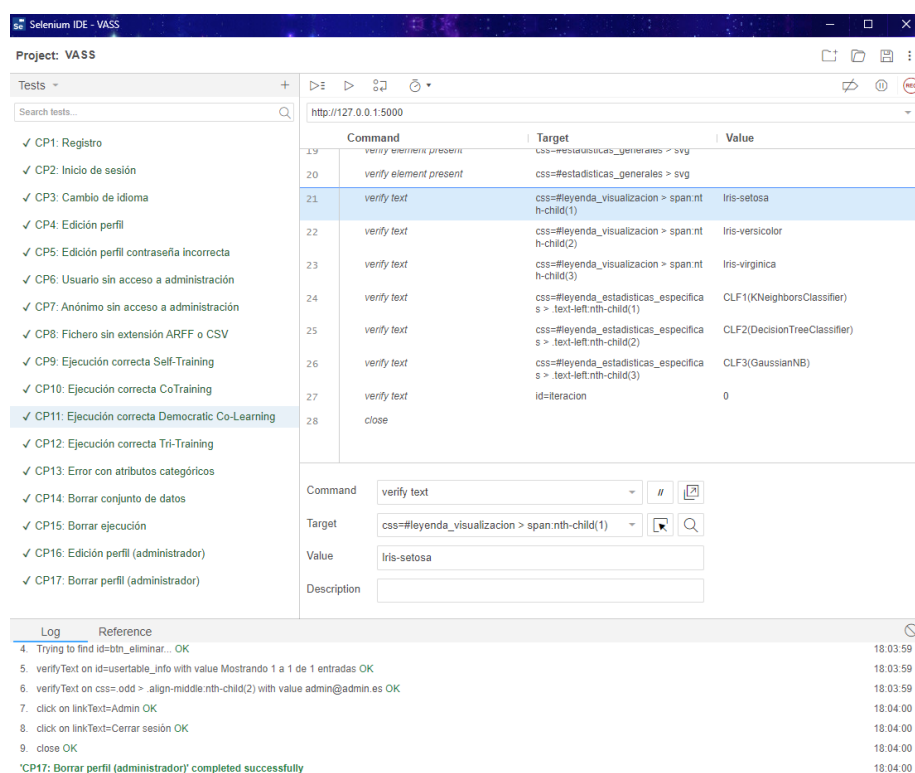 Selenium IDE - VASS
Project: VASS
Tests
Search tests...
✓ CP1: Registro
✓ CP2: Inicio de sesión
✓ CP3: Cambio de idioma
✓ CP4: Edición perfil
✓ CP5: Edición perfil contraseña incorrecta
✓ CP6: Usuario sin acceso a administración
✓ CP7: Anónimo sin acceso a administración
✓ CP8: Fichero sin extensión ARFF o CSV
✓ CP9: Ejecución correcta Self-Training
✓ CP10: Ejecución correcta CoTraining
✓ CP11: Ejecución correcta Democratic Co-Learning
✓ CP12: Ejecución correcta Tri-Training
✓ CP13: Error con atributos categóricos
✓ CP14: Borrar conjunto de datos
✓ CP15: Borrar ejecución
✓ CP16: Edición perfil (administrador)
✓ CP17: Borrar perfil (administrador)
REC
http://127.0.0.1:5000
Command Target Value
19 verify element present css=#estadisticas_generales > svg
20 verify element present css=#estadisticas_generales > svg
21 verify text css=#leyenda_visualizacion > span:nt Iris-setosa
h-child(1)
22 verify text css=#leyenda_visualizacion > span:nt Iris-versicolor
h-child(2)
23 verify text css=#leyenda_visualizacion > span:nt Iris-virginica
h-child(3)
24 verify text css=#leyenda_estadisticas_especifica CLF1(KNeighborsClassifier)
s > .text-left:nth-child(1)
25 verify text css=#leyenda_estadisticas_especifica CLF2(DecisionTreeClassifier)
s > .text-left:nth-child(2)
26 verify text css=#leyenda_estadisticas_especifica CLF3(GaussianNB)
s > .text-left:nth-child(3)
27 verify text id=iteracion 0
28 close
Command verify text //
Target css=#leyenda_visualizacion > span:nth-child(1)
Value Iris-setosa
Description
Log Reference
4. Trying to find id=btn_eliminar... OK 18:03:59
5. verifyText on id=usertable_info with value Mostrando 1 a 1 de 1 entradas OK 18:03:59
6. verifyText on css=.odd > .align-middle:nth-child(2) with value admin@admin.es OK 18:03:59
7. click on linkText=Admin OK 18:04:00
8. click on linkText=Cerrar sesión OK 18:04:00
9. close OK 18:04:00
'CP17: Borrar perfil (administrador)' completed successfully 18:04:00